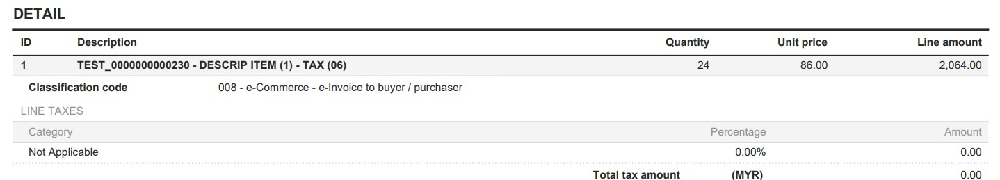 DETAIL
ID Description Quantity Unit price Line amount
1 TEST_0000000000230 - DESCRIP ITEM (1) - TAX (06) 24 86.00 2,064.00
Classification code 008 - e-Commerce - e-Invoice to buyer / purchaser
LINE TAXES
Category Percentage Amount
Not Applicable 0.00% 0.00
Total tax amount (MYR) 0.00